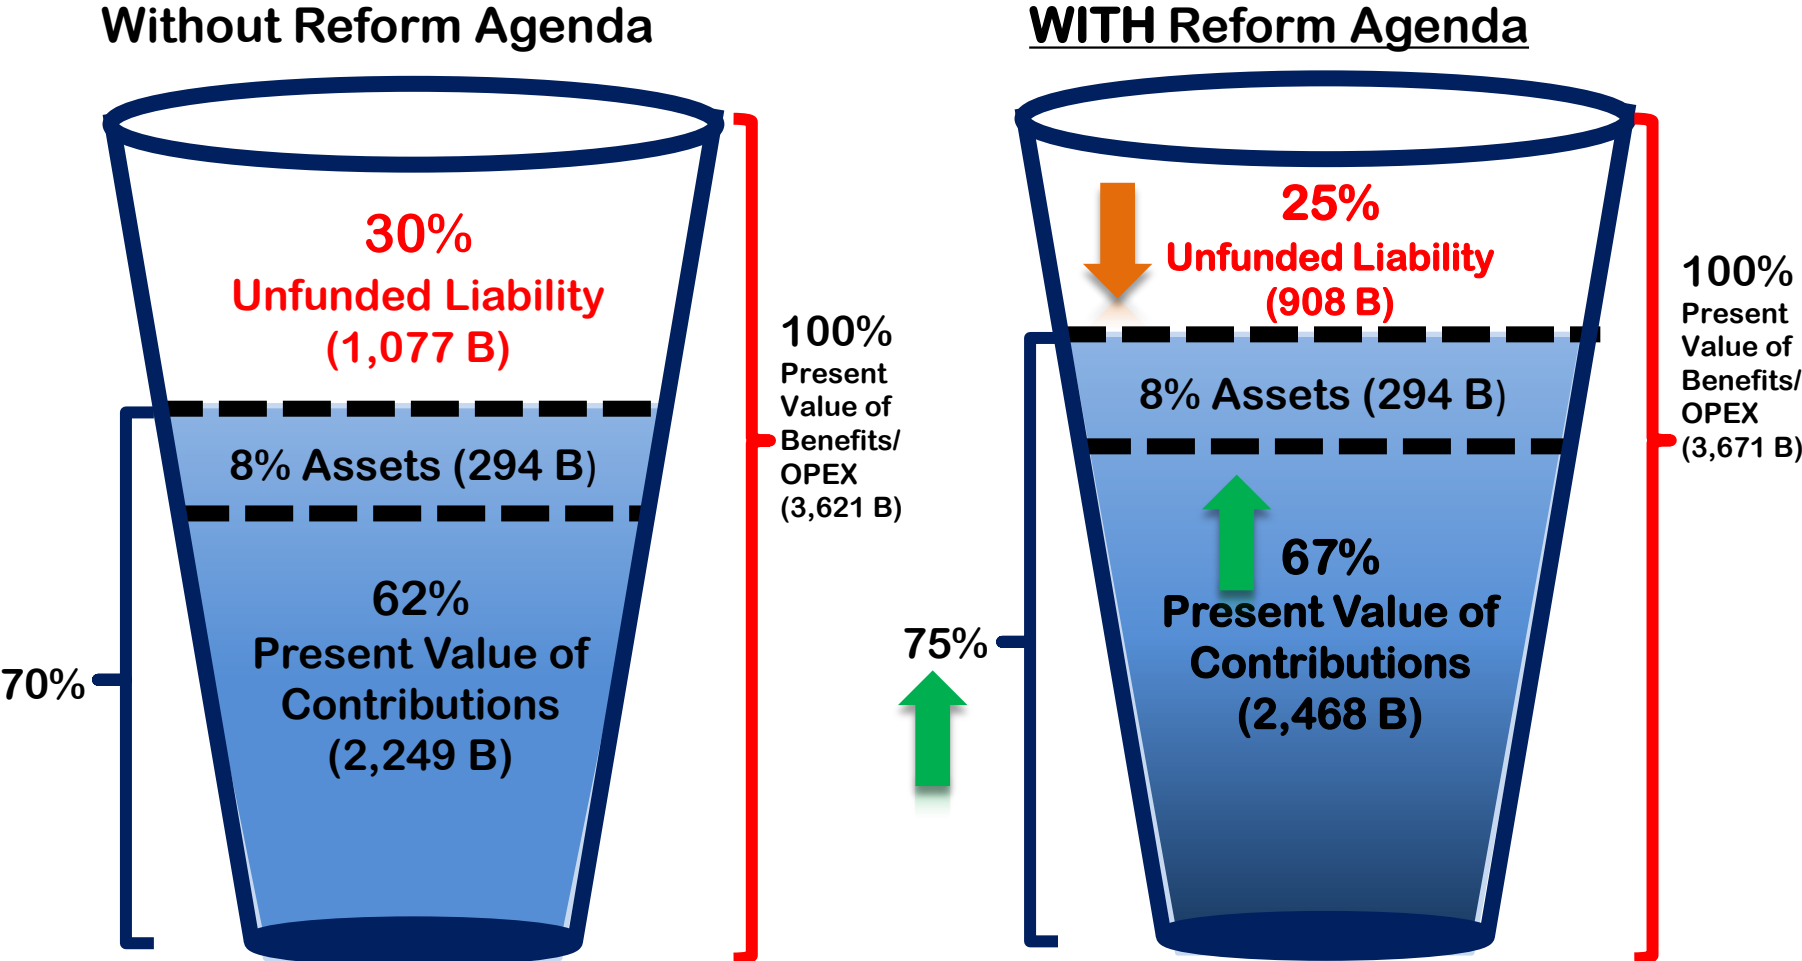 Without Reform Agenda
30%
Unfunded Liability
(1,077 B)
8% Assets (294 B)
62%
Present Value of
Contributions
(2,249 B)
70%
100%
Present
Value of
Benefits/
OPEX
(3,621 B)
WITH Reform Agenda
25%
Unfunded Liability
(908 B)
8% Assets (294 B)
67%
Present Value of
Contributions
(2,468 B)
75%
100%
Present
Value of
Benefits/
OPEX
(3,671 B)